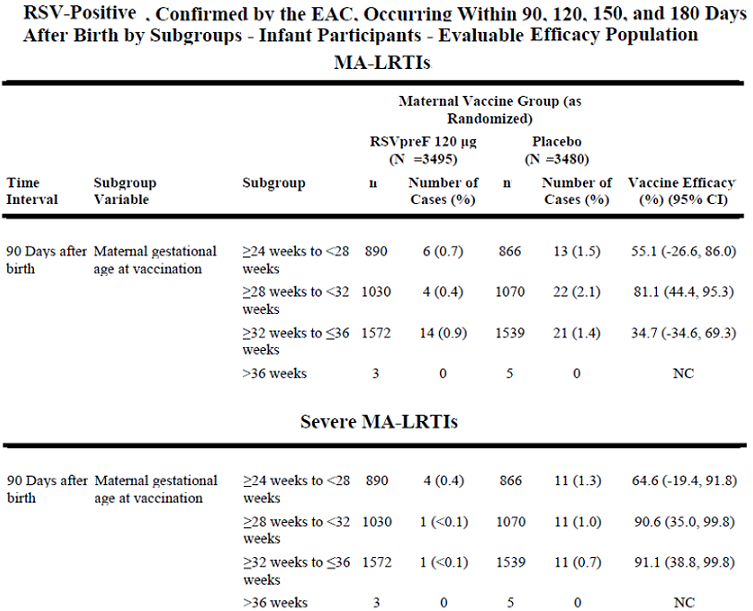 RSV-Positive , Confirmed by the EAC, Occurring Within 90, 120, 150, and 180 Days
After Birth by Subgroups - Infant Participants - Evaluable Efficacy Population
MA-LRTIs
Maternal Vaccine Group (as
Randomized)
RSVpreF 120 µg Placebo
(N =3495) (N =3480)
Time Subgroup Subgroup n Number of n Number of Vaccine Efficacy
Interval Variable Cases (%) Cases (%) (%) (95% CI)
90 Days after Maternal gestational ≥24 weeks to <28 890 6 (0.7) 866 13 (1.5) 55.1 (-26.6, 86.0)
birth age at vaccination weeks
≥28 weeks to <32 1030 4 (0.4) 1070 22 (2.1) 81.1 (44.4, 95.3)
weeks
≥32 weeks to ≤36 1572 14 (0.9) 1539 21 (1.4) 34.7 (-34.6, 69.3)
weeks
>36 weeks 3 0 5 0 NC
Severe MA-LRTIs
90 Days after Maternal gestational ≥24 weeks to <28 890 4 (0.4) 866 11 (1.3) 64.6 (-19.4, 91.8)
birth age at vaccination weeks
≥28 weeks to <32 1030 1 (<0.1) 1070 11 (1.0) 90.6 (35.0, 99.8)
weeks
≥32 weeks to ≤36 1572 1 (<0.1) 1539 11 (0.7) 91.1 (38.8, 99.8)
weeks
>36 weeks 3 0 5 0 NC